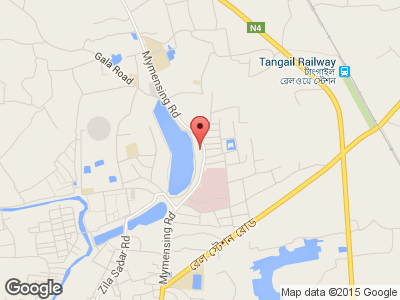 N4
Gala Road
Mymensing Rd
Tangail Railway
টাংগাইল
রেলওয়ে স্টেশন
রেল স্টেশন রোড
Zila Sadar Rd
Mymensing Rd
Google
Map data ©2015 Google